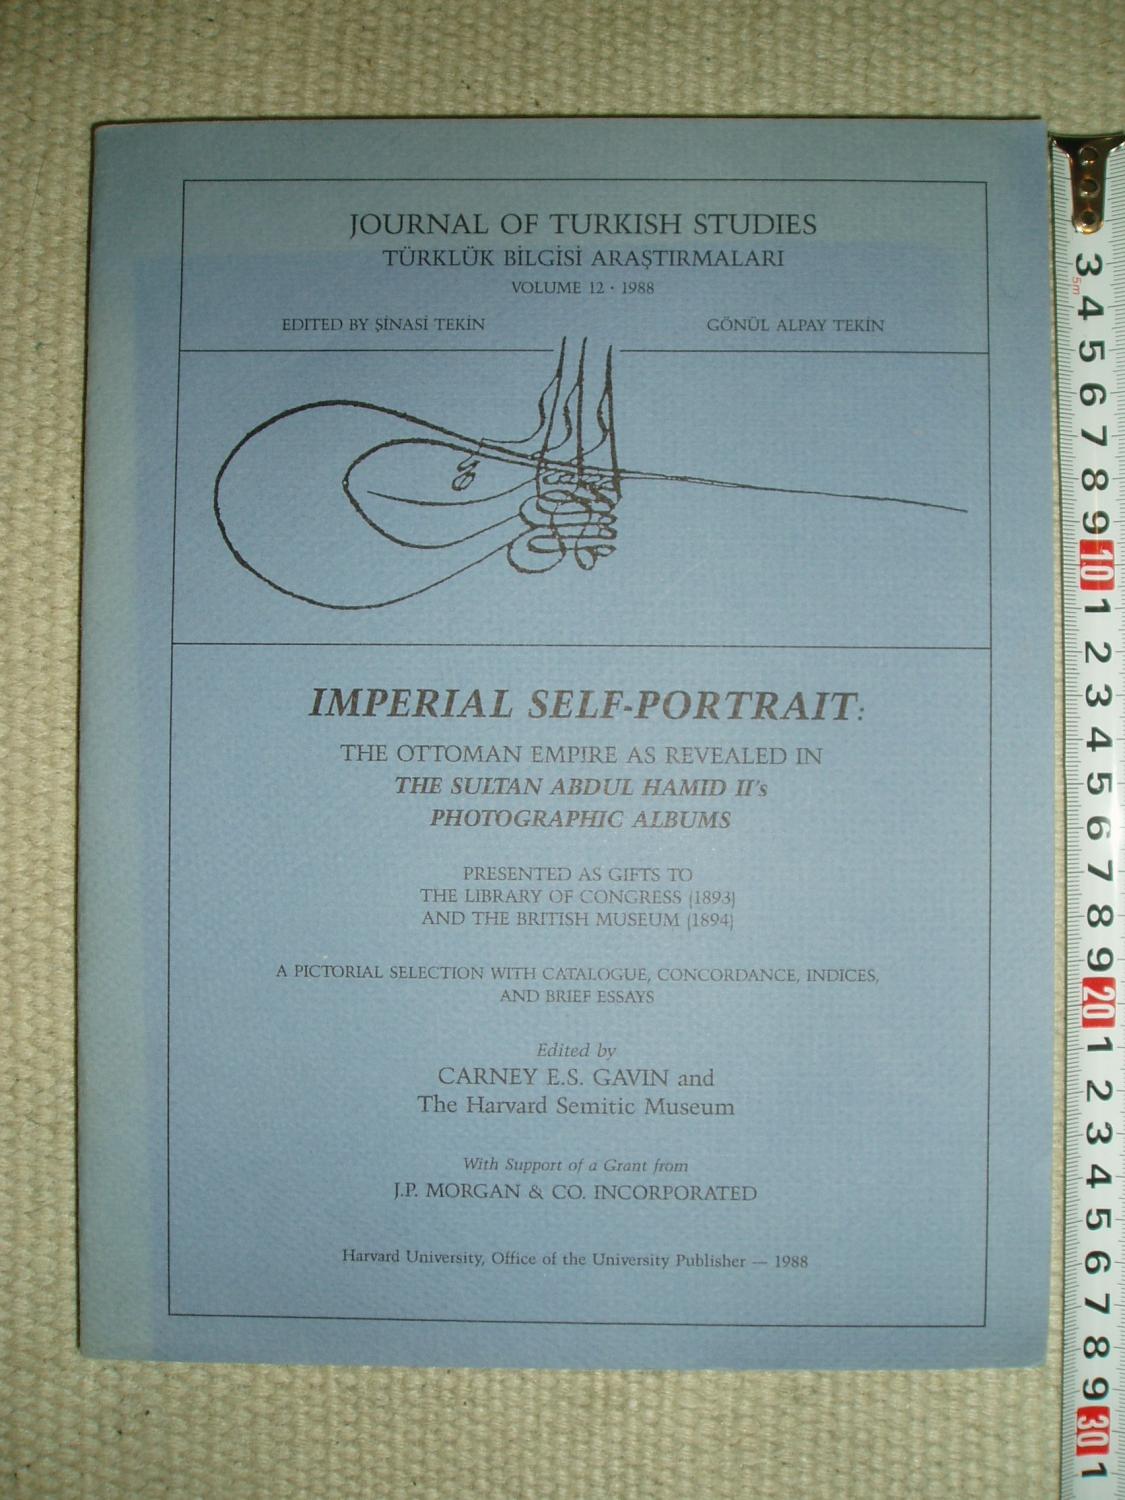 JOURNAL OF TURKISH STUDIES
TÜRKLÜK BİLGİSİ ARAŞTIRMALARI
VOLUME 12 · 1988
EDITED BY ŞİNASİ TEKİN
GÖNÜL ALPAY TEKİN
IMPERIAL SELF-PORTRAIT:
THE OTTOMAN EMPIRE AS REVEALED IN
THE SULTAN ABDUL HAMID II's
PHOTOGRAPHIC ALBUMS
PRESENTED AS GIFTS TO
THE LIBRARY OF CONGRESS (1893)
AND THE BRITISH MUSEUM (1894)
A PICTORIAL SELECTION WITH CATALOGUE, CONCORDANCE, INDICES,
AND BRIEF ESSAYS
Edited by
CARNEY E.S. GAVIN and
The Harvard Semitic Museum
With Support of a Grant from
J.P. MORGAN & CO. INCORPORATED
Harvard University, Office of the University Publisher — 1988
3
5m
4
5
6
7
8
9
10
1
2
3
4
5
6
7
8
9
20
1
2
3
4
5
6
7
8
9
30
1